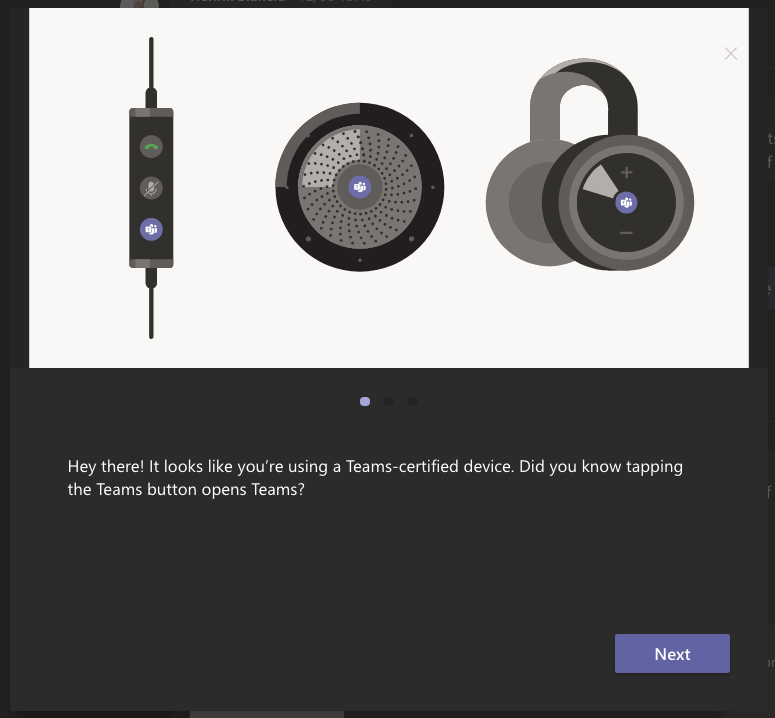 Hey there! It looks like you're using a Teams-certified device. Did you know tapping
the Teams button opens Teams?
Next